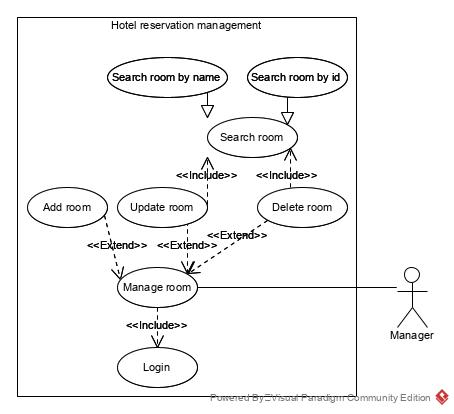 Hotel reservation management
Search room by name
Search room by id
Search room
<<Include>>
<<Include>>
Add room
Update room
Delete room
<<Extend>>
<<Extend>>
<<Extend>>
Manage room
<<Include>>
Manager
Login
Powered By Visual Paradigm Community Edition